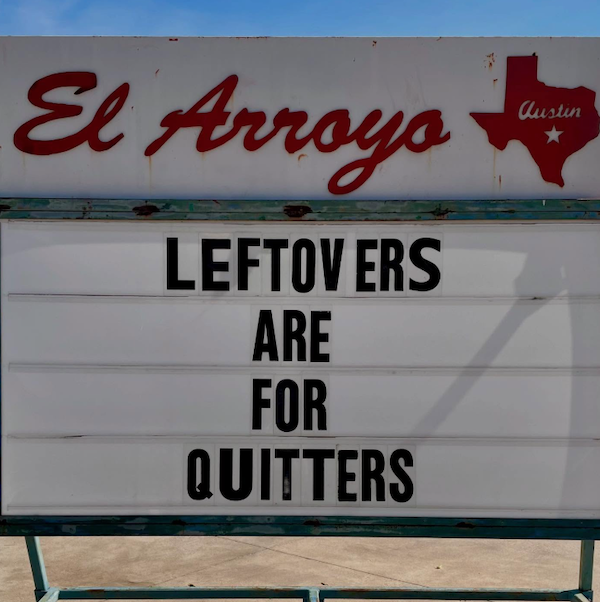 El Arroyo
Austin
LEFTOVERS
ARE
FOR
QUITTERS